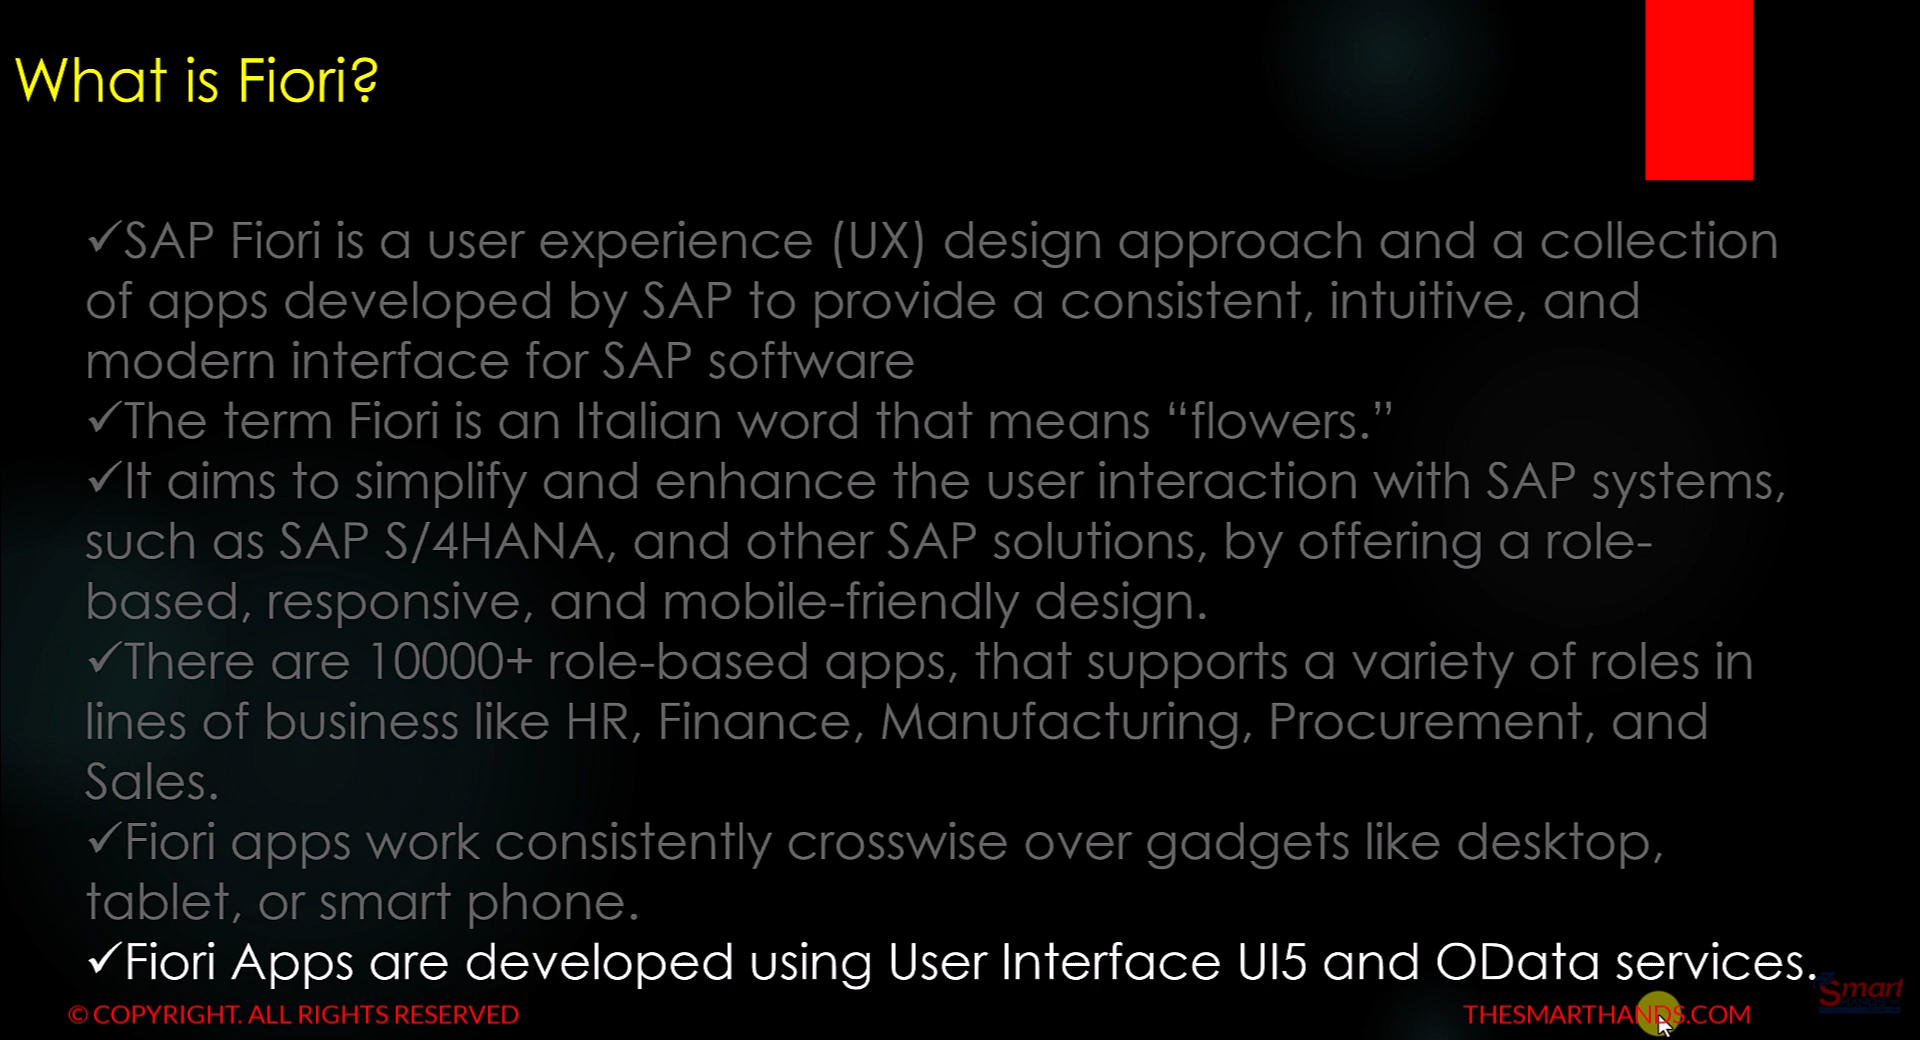 What is Fiori?
✓SAP Fiori is a user experience (UX) design approach and a collection
of apps developed by SAP to provide a consistent, intuitive, and
modern interface for SAP software
✓The term Fiori is an Italian word that means “flowers.”
✓It aims to simplify and enhance the user interaction with SAP systems,
such as SAP S/4HANA, and other SAP solutions, by offering a role-
based, responsive, and mobile-friendly design.
✓There are 10000+ role-based apps, that supports a variety of roles in
lines of business like HR, Finance, Manufacturing, Procurement, and
Sales.
✓Fiori apps work consistently crosswise over gadgets like desktop,
tablet, or smart phone.
✓Fiori Apps are developed using User Interface UI5 and OData services.
© COPYRIGHT. ALL RIGHTS RESERVED
THESMARTHANDS.COM
Smart